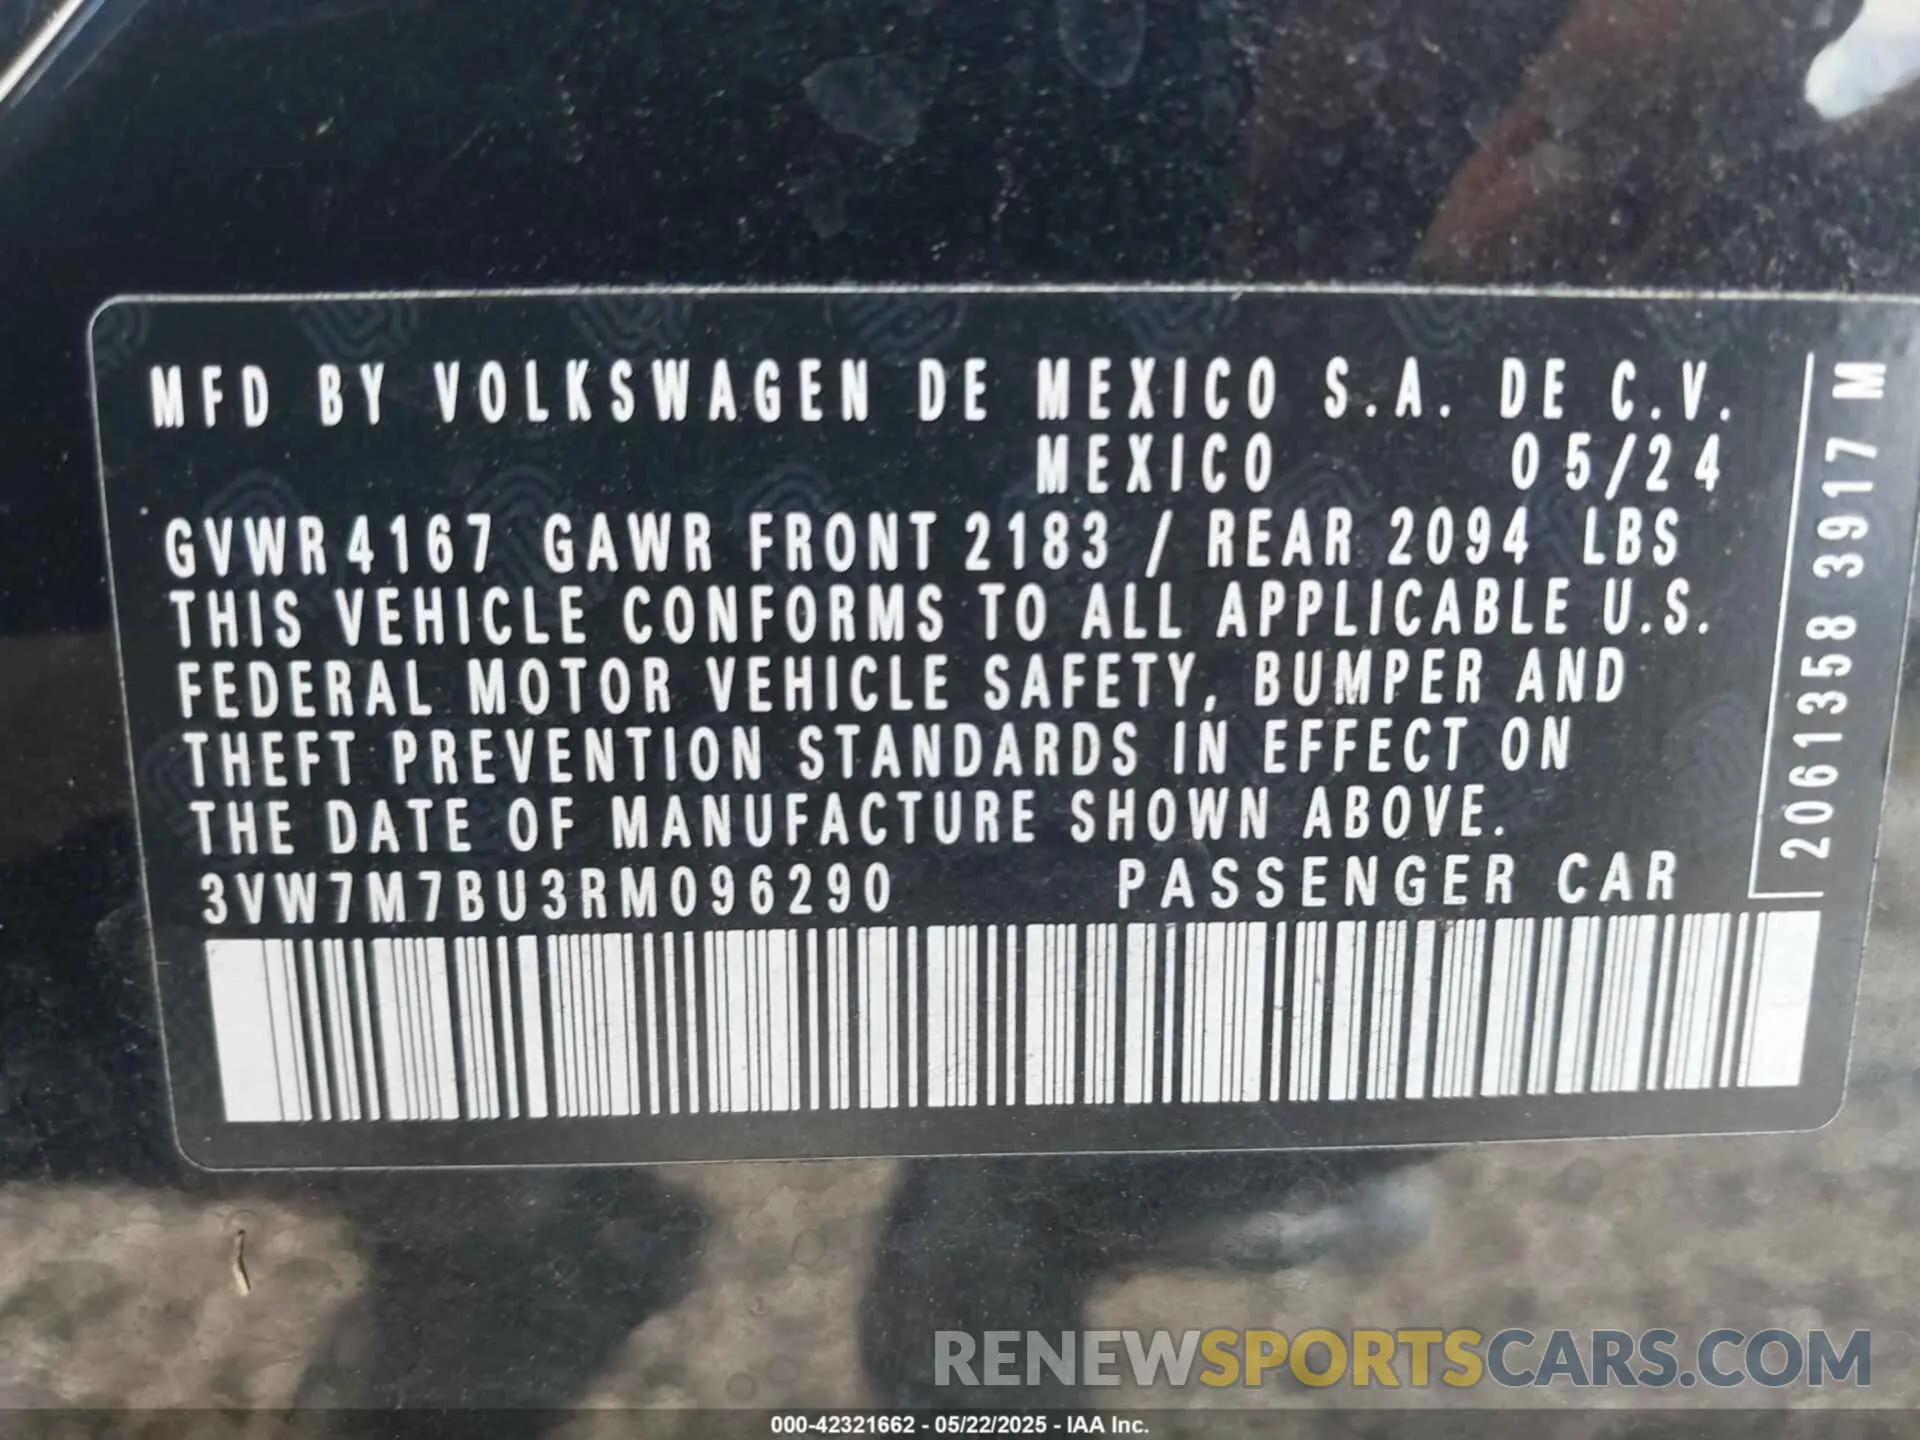 MFD BY VOLKSWAGEN DE MEXICO S.A. DE C.V.
MEXICO 05/24
GVWR 4167 GAWR FRONT 2183 / REAR 2094 LBS
THIS VEHICLE CONFORMS TO ALL APPLICABLE U.S.
FEDERAL MOTOR VEHICLE SAFETY, BUMPER AND
THEFT PREVENTION STANDARDS IN EFFECT ON
THE DATE OF MANUFACTURE SHOWN ABOVE.
3VW7M7BU3RM096290 PASSENGER CAR
2061358 3917 M
RENEWSPORTSCARS.COM
000-42321662 - 05/22/2025 - IAA Inc.